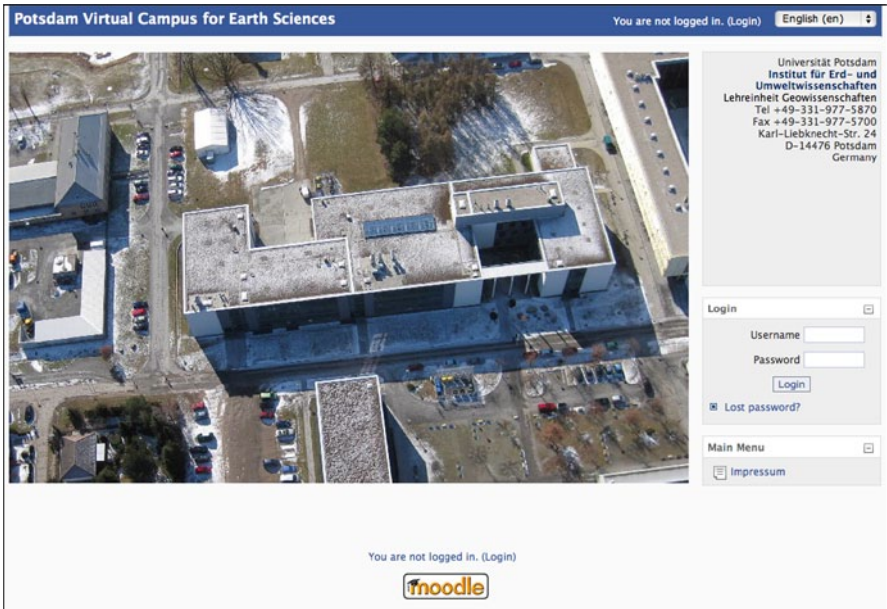 Potsdam Virtual Campus for Earth Sciences
You are not logged in. (Login)
English (en)
Universität Potsdam
Institut für Erd- und
Umweltwissenschaften
Lehreinheit Geowissenschaften
Tel +49-331-977-5870
Fax +49-331-977-5700
Karl-Liebknecht-Str. 24
D-14476 Potsdam
Germany
Login
Username
Password
Login
Lost password?
Main Menu
Impressum
You are not logged in. (Login)
moodle